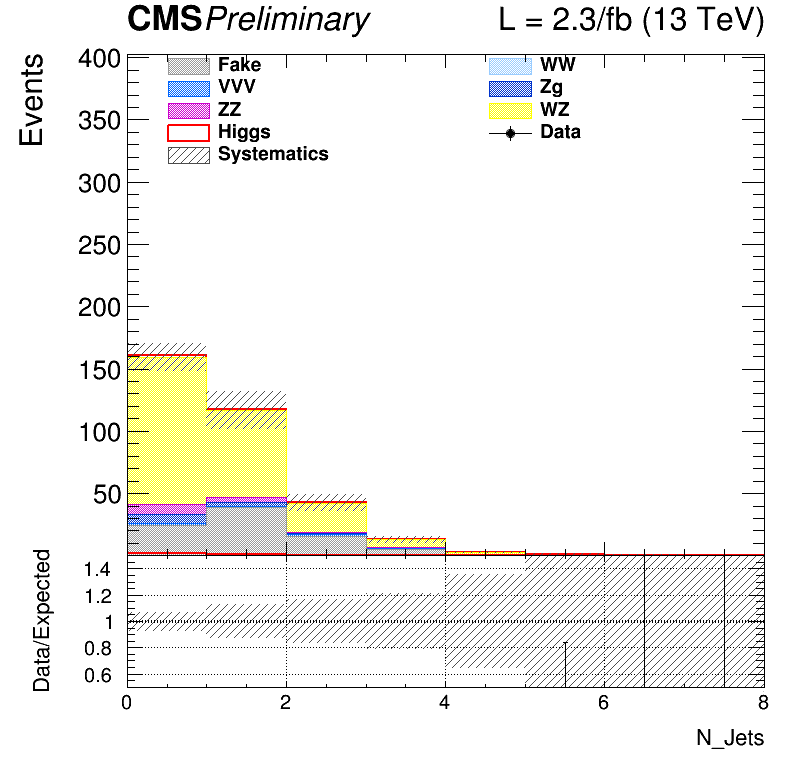 CMS Preliminary L = 2.3/fb (13 TeV)
Events
400
350
300
250
200
150
100
50
Fake WW
VVV Zg
ZZ WZ
Higgs Data
Systematics
Data/Expected
1.4
1.2
1
0.8
0.6
0 2 4 6 8
N_Jets